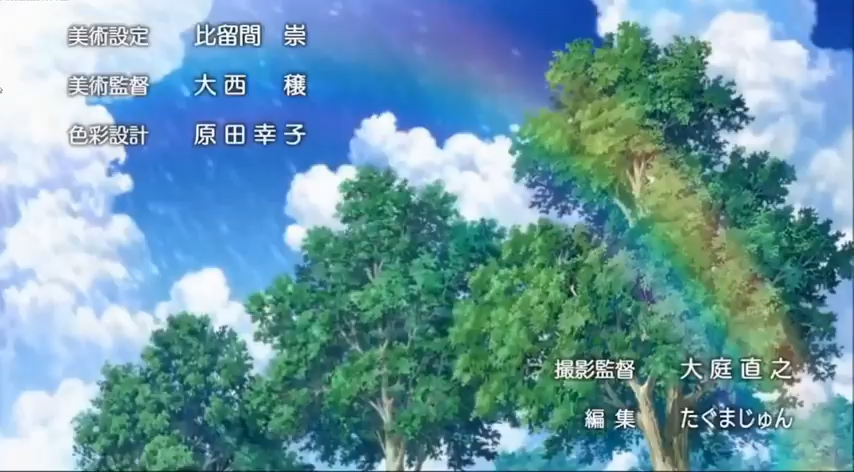 美術設定 比留間 崇
美術監督 大西 穣
色彩設計 原田幸子
撮影監督 大庭直之
編集 たぐまじゅん